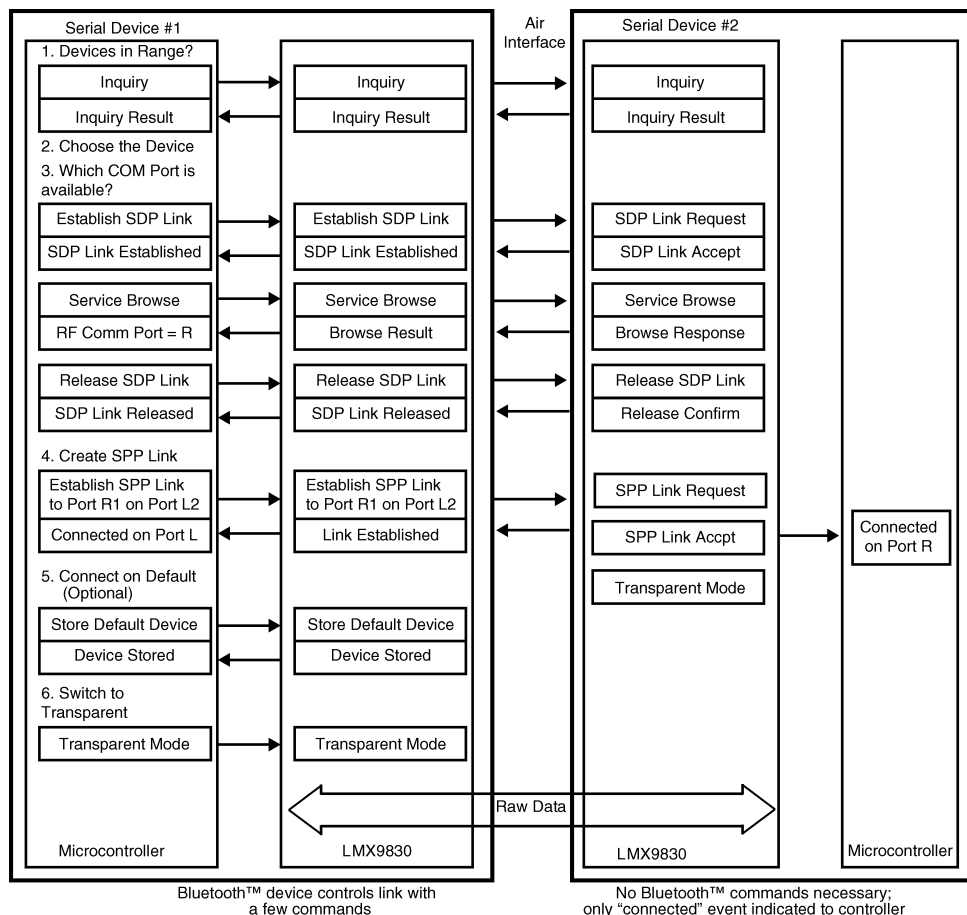 Serial Device #1
Air
Interface
Serial Device #2
1. Devices in Range?
Inquiry
Inquiry
Inquiry
Inquiry Result
Inquiry Result
Inquiry Result
2. Choose the Device
3. Which COM Port is
available?
Establish SDP Link
Establish SDP Link
SDP Link Request
SDP Link Established
SDP Link Established
SDP Link Accept
Service Browse
Service Browse
Service Browse
RF Comm Port = R
Browse Result
Browse Response
Release SDP Link
Release SDP Link
Release SDP Link
SDP Link Released
SDP Link Released
Release Confirm
4. Create SPP Link
Establish SPP Link
to Port R1 on Port L2
Establish SPP Link
to Port R1 on Port L2
SPP Link Request
Connected on Port L
Link Established
SPP Link Accpt
Connected
on Port R
5. Connect on Default
(Optional)
Transparent Mode
Store Default Device
Store Default Device
Device Stored
Device Stored
6. Switch to
Transparent
Transparent Mode
Transparent Mode
Raw Data
Microcontroller
LMX9830
LMX9830
Microcontroller
Bluetooth™ device controls link with
a few commands
No Bluetooth™ commands necessary;
only “connected” event indicated to controller